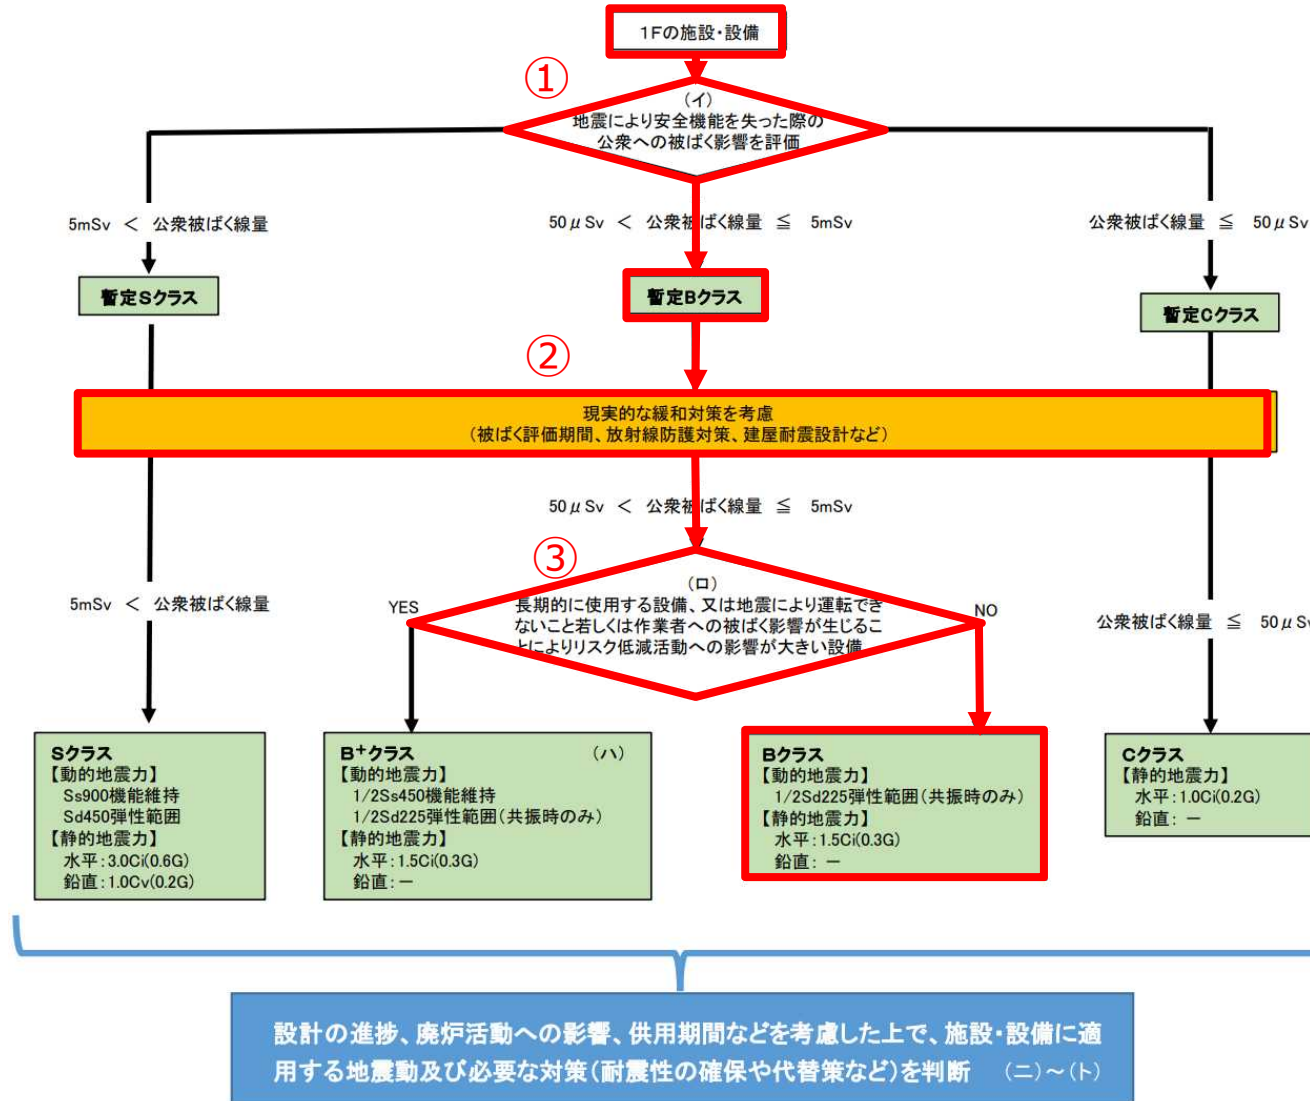 1Fの施設・設備
①
(イ)
地震により安全機能を失った際の
公衆への被ばく影響を評価
5mSv ＜ 公衆被ばく線量
50μSv ＜ 公衆被ばく線量 ≦ 5mSv
公衆被ばく線量 ≦ 50μSv
暫定Sクラス
暫定Bクラス
暫定Cクラス
②
現実的な緩和対策を考慮
(被ばく評価期間、放射線防護対策、建屋耐震設計など)
50μSv ＜ 公衆被ばく線量 ≦ 5mSv
③
5mSv ＜ 公衆被ばく線量
YES
(ロ)
長期的に使用する設備、又は地震により運転でき
ないこと若しくは作業者への被ばく影響が生じるこ
とによりリスク低減活動への影響が大きい設備
NO
公衆被ばく線量 ≦ 50μSv
Sクラス
【動的地震力】
Ss900機能維持
Sd450弾性範囲
【静的地震力】
水平:3.0Ci(0.6G)
鉛直:1.0Cv(0.2G)
B⁺クラス (ハ)
【動的地震力】
1/2Ss450機能維持
1/2Sd225弾性範囲(共振時のみ)
【静的地震力】
水平:1.5Ci(0.3G)
鉛直:－
Bクラス
【動的地震力】
1/2Sd225弾性範囲(共振時のみ)
【静的地震力】
水平:1.5Ci(0.3G)
鉛直:－
Cクラス
【静的地震力】
水平:1.0Ci(0.2G)
鉛直:－
設計の進捗、廃炉活動への影響、供用期間などを考慮した上で、施設・設備に適
用する地震動及び必要な対策(耐震性の確保や代替策など)を判断 (ニ)～(ト)